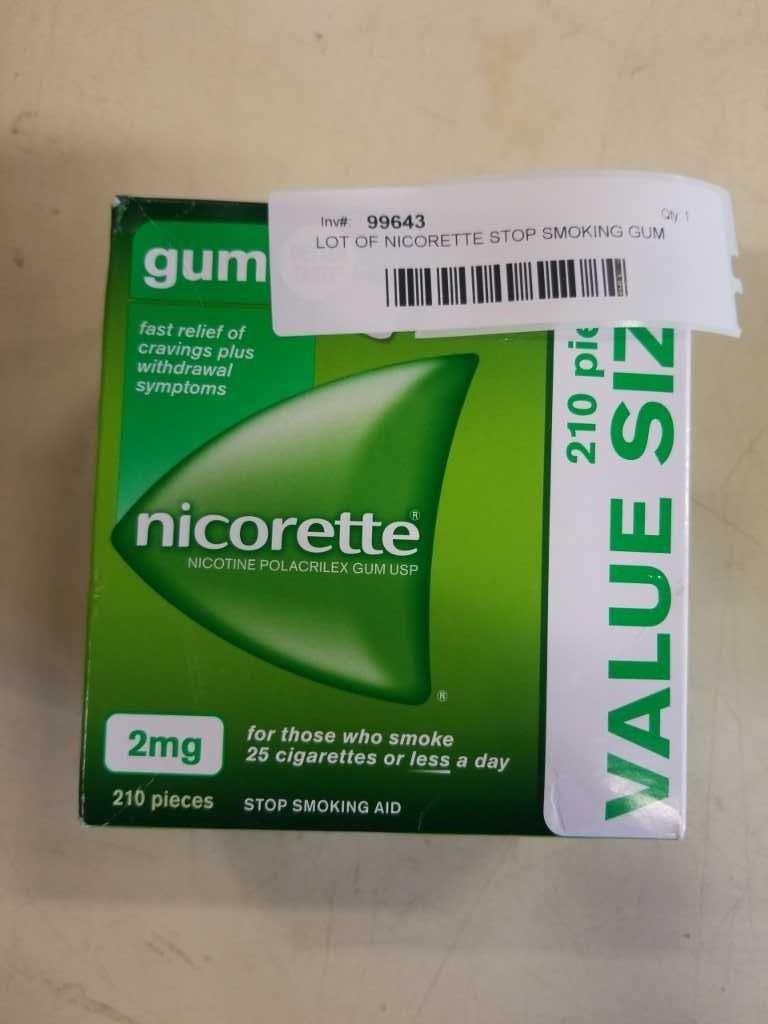 Inv#: 99643
Qty: 1
LOT OF NICORETTE STOP SMOKING GUM
gum
fast relief of
cravings plus
withdrawal
symptoms
nicorette®
NICOTINE POLACRILEX GUM USP
®
2mg
for those who smoke
25 cigarettes or less a day
210 pieces
STOP SMOKING AID
210 pie
VALUE SIZ